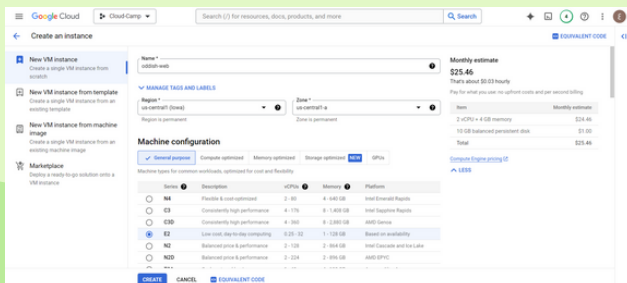 Google Cloud
Cloud-Camp
Search (/) for resources, docs, products, and more
Search
4
Create an instance
EQUIVALENT CODE
New VM instance
Create a single VM instance from
scratch
New VM instance from template
Create a single VM instance from an
existing template
New VM instance from machine
image
Create a single VM instance from an
existing machine image
Marketplace
Deploy a ready-to-go solution onto a
VM instance
Name *
oddish-web
MANAGE TAGS AND LABELS
Region *
us-central1 (Iowa)
Region is permanent
Zone *
us-central1-a
Zone is permanent
Machine configuration
General purpose
Compute optimized
Memory optimized
Storage optimized NEW
GPUs
Machine types for common workloads, optimized for cost and flexibility
Series Description vCPUs Memory Platform
N4 Flexible & cost-optimized 2 - 80 4 - 640 GB Intel Emerald Rapids
C3 Consistently high performance 4 - 176 8 - 1,408 GB Intel Sapphire Rapids
C3D Consistently high performance 4 - 360 8 - 2,880 GB AMD Genoa
E2 Low cost, day-to-day computing 0.25 - 32 1 - 128 GB Based on availability
N2 Balanced price & performance 2 - 128 2 - 864 GB Intel Cascade and Ice Lake
N2D Balanced price & performance 2 - 224 2 - 896 GB AMD EPYC
CREATE
CANCEL
EQUIVALENT CODE
Monthly estimate
$25.46
That's about $0.03 hourly
Pay for what you use: no upfront costs and per second billing
Item Monthly estimate
2 vCPU + 4 GB memory $24.46
10 GB balanced persistent disk $1.00
Total $25.46
Compute Engine pricing
LESS